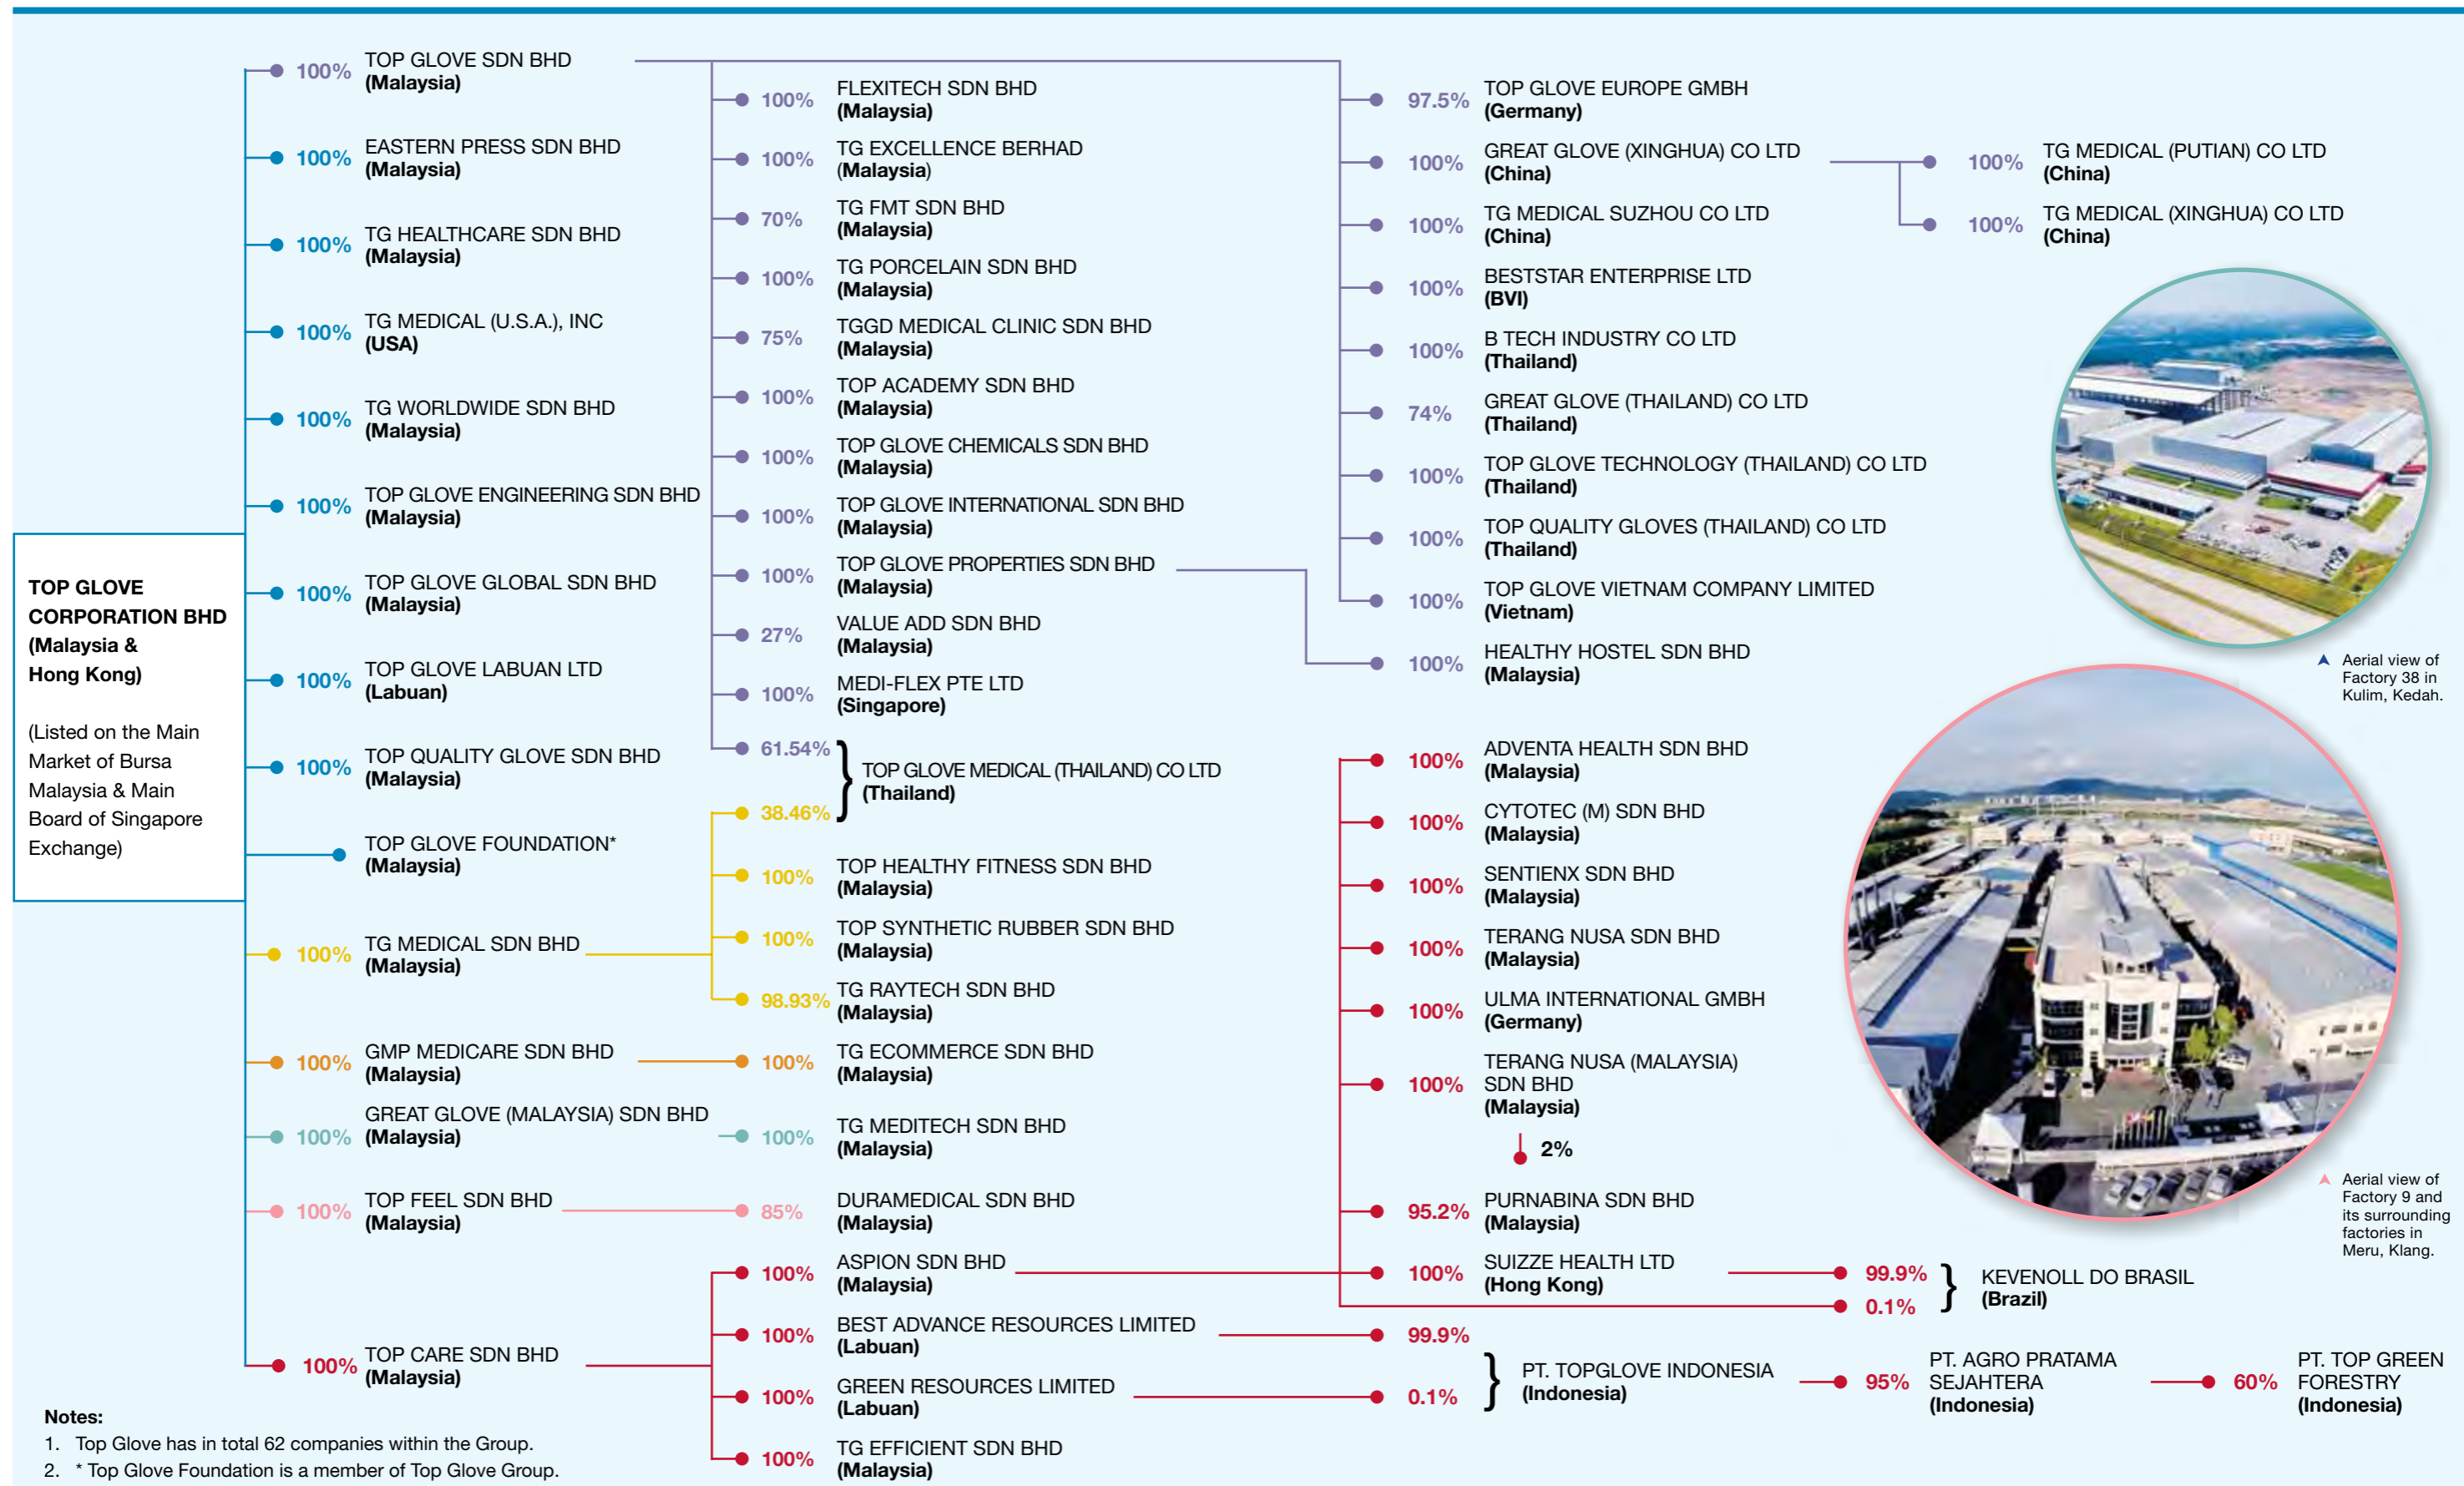 TOP GLOVE
CORPORATION BHD
(Malaysia &
Hong Kong)
(Listed on the Main
Market of Bursa
Malaysia & Main
Board of Singapore
Exchange)
100%
TOP GLOVE SDN BHD
(Malaysia)
100%
EASTERN PRESS SDN BHD
(Malaysia)
100%
TG HEALTHCARE SDN BHD
(Malaysia)
100%
TG MEDICAL (U.S.A.), INC
(USA)
100%
TG WORLDWIDE SDN BHD
(Malaysia)
100%
TOP GLOVE ENGINEERING SDN BHD
(Malaysia)
100%
TOP GLOVE GLOBAL SDN BHD
(Malaysia)
100%
TOP GLOVE LABUAN LTD
(Labuan)
100%
TOP QUALITY GLOVE SDN BHD
(Malaysia)
TOP GLOVE FOUNDATION*
(Malaysia)
100%
TG MEDICAL SDN BHD
(Malaysia)
100%
GMP MEDICARE SDN BHD
(Malaysia)
100%
GREAT GLOVE (MALAYSIA) SDN BHD
(Malaysia)
100%
TOP FEEL SDN BHD
(Malaysia)
100%
TOP CARE SDN BHD
(Malaysia)
100%
FLEXITECH SDN BHD
(Malaysia)
100%
TG EXCELLENCE BERHAD
(Malaysia)
70%
TG FMT SDN BHD
(Malaysia)
100%
TG PORCELAIN SDN BHD
(Malaysia)
75%
TGGD MEDICAL CLINIC SDN BHD
(Malaysia)
100%
TOP ACADEMY SDN BHD
(Malaysia)
100%
TOP GLOVE CHEMICALS SDN BHD
(Malaysia)
100%
TOP GLOVE INTERNATIONAL SDN BHD
(Malaysia)
100%
TOP GLOVE PROPERTIES SDN BHD
(Malaysia)
27%
VALUE ADD SDN BHD
(Malaysia)
100%
MEDI-FLEX PTE LTD
(Singapore)
61.54%
38.46%
TOP GLOVE MEDICAL (THAILAND) CO LTD
(Thailand)
100%
TOP HEALTHY FITNESS SDN BHD
(Malaysia)
100%
TOP SYNTHETIC RUBBER SDN BHD
(Malaysia)
98.93%
TG RAYTECH SDN BHD
(Malaysia)
100%
TG ECOMMERCE SDN BHD
(Malaysia)
100%
TG MEDITECH SDN BHD
(Malaysia)
85%
DURAMEDICAL SDN BHD
(Malaysia)
100%
ASPION SDN BHD
(Malaysia)
100%
BEST ADVANCE RESOURCES LIMITED
(Labuan)
100%
GREEN RESOURCES LIMITED
(Labuan)
100%
TG EFFICIENT SDN BHD
(Malaysia)
97.5%
TOP GLOVE EUROPE GMBH
(Germany)
100%
GREAT GLOVE (XINGHUA) CO LTD
(China)
100%
TG MEDICAL SUZHOU CO LTD
(China)
100%
BESTSTAR ENTERPRISE LTD
(BVI)
100%
B TECH INDUSTRY CO LTD
(Thailand)
74%
GREAT GLOVE (THAILAND) CO LTD
(Thailand)
100%
TOP GLOVE TECHNOLOGY (THAILAND) CO LTD
(Thailand)
100%
TOP QUALITY GLOVES (THAILAND) CO LTD
(Thailand)
100%
TOP GLOVE VIETNAM COMPANY LIMITED
(Vietnam)
100%
HEALTHY HOSTEL SDN BHD
(Malaysia)
100%
ADVENTA HEALTH SDN BHD
(Malaysia)
100%
CYTOTEC (M) SDN BHD
(Malaysia)
100%
SENTIENX SDN BHD
(Malaysia)
100%
TERANG NUSA SDN BHD
(Malaysia)
100%
ULMA INTERNATIONAL GMBH
(Germany)
100%
TERANG NUSA (MALAYSIA)
SDN BHD
(Malaysia)
2%
95.2%
PURNABINA SDN BHD
(Malaysia)
100%
SUIZZE HEALTH LTD
(Hong Kong)
99.9%
0.1%
KEVENOLL DO BRASIL
(Brazil)
99.9%
0.1%
PT. TOPGLOVE INDONESIA
(Indonesia)
95%
PT. AGRO PRATAMA
SEJAHTERA
(Indonesia)
60%
PT. TOP GREEN
FORESTRY
(Indonesia)
100%
TG MEDICAL (PUTIAN) CO LTD
(China)
100%
TG MEDICAL (XINGHUA) CO LTD
(China)
Aerial view of
Factory 38 in
Kulim, Kedah.
Aerial view of
Factory 9 and
its surrounding
factories in
Meru, Klang.
Notes:
1. Top Glove has in total 62 companies within the Group.
2. * Top Glove Foundation is a member of Top Glove Group.